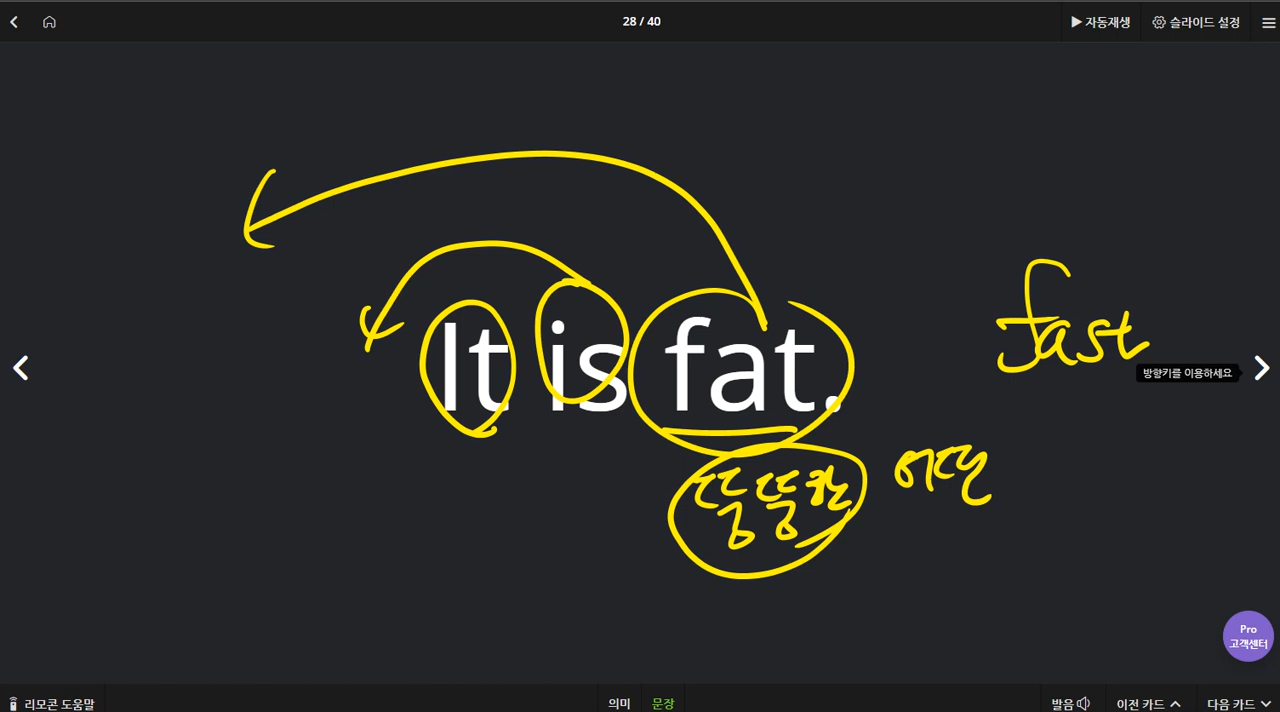 28 / 40
자동재생
슬라이드 설정
It is fat.
fast
방향키를 이용하세요
뚱뚱한
어떤
Pro
고객센터
리모콘 도움말
의미
문장
발음
이전 카드
다음 카드